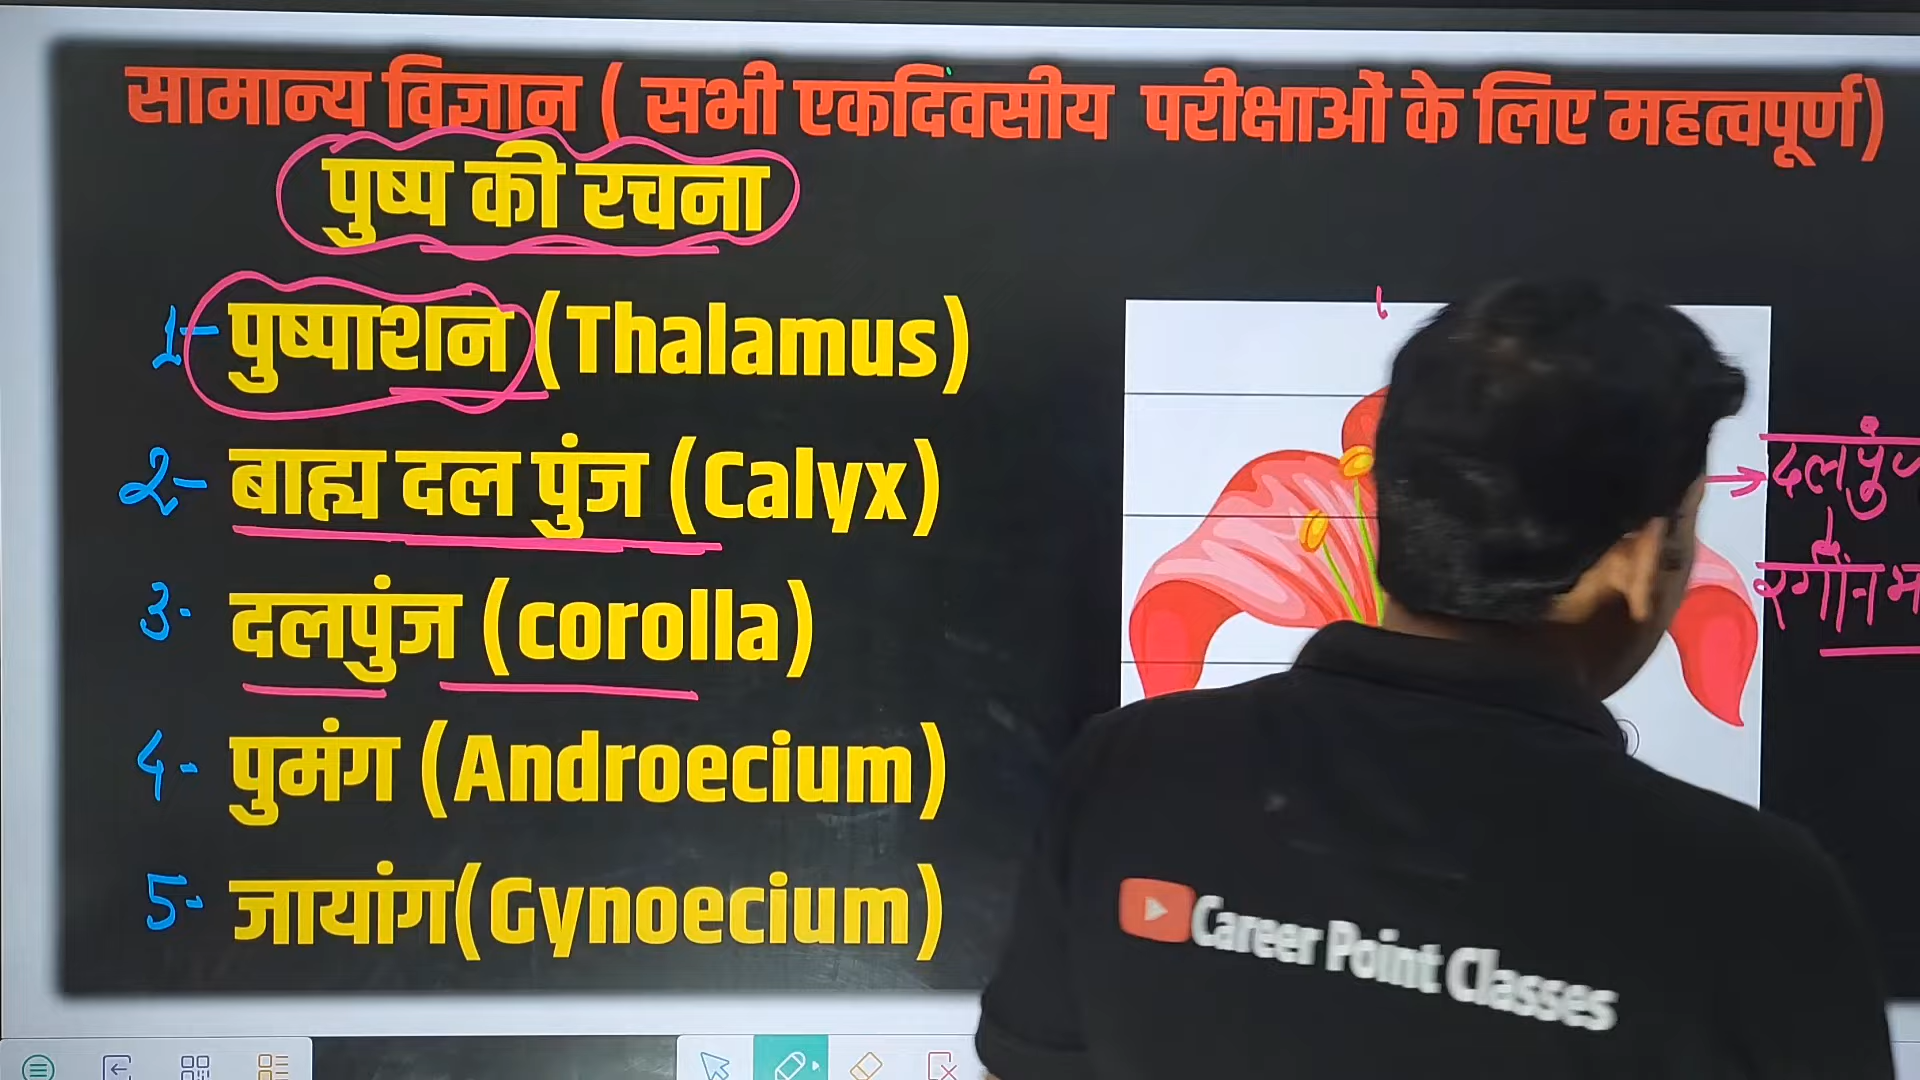 सामान्य विज्ञान ( सभी एकदिवसीय परीक्षाओं के लिए महत्वपूर्ण)
पुष्प की रचना
1- पुष्पाशन (Thalamus)
2- बाह्य दल पुंज (Calyx)
3- दलपुंज (corolla)
4- पुमंग (Androecium)
5- जायांग(Gynoecium)
Career Point Classes